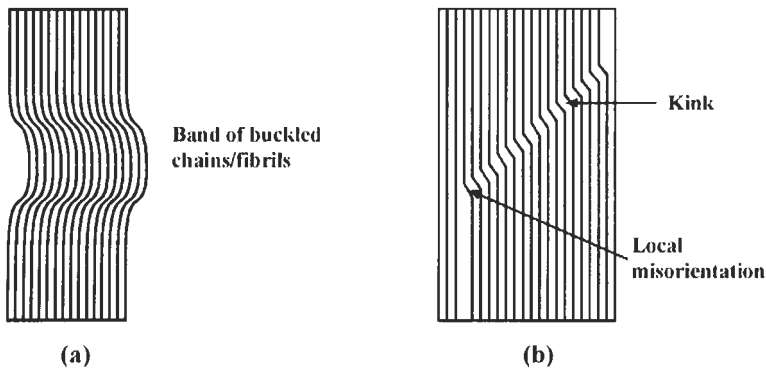 Band of buckled
chains/fibrils
(a)
Kink
Local
misorientation
(b)